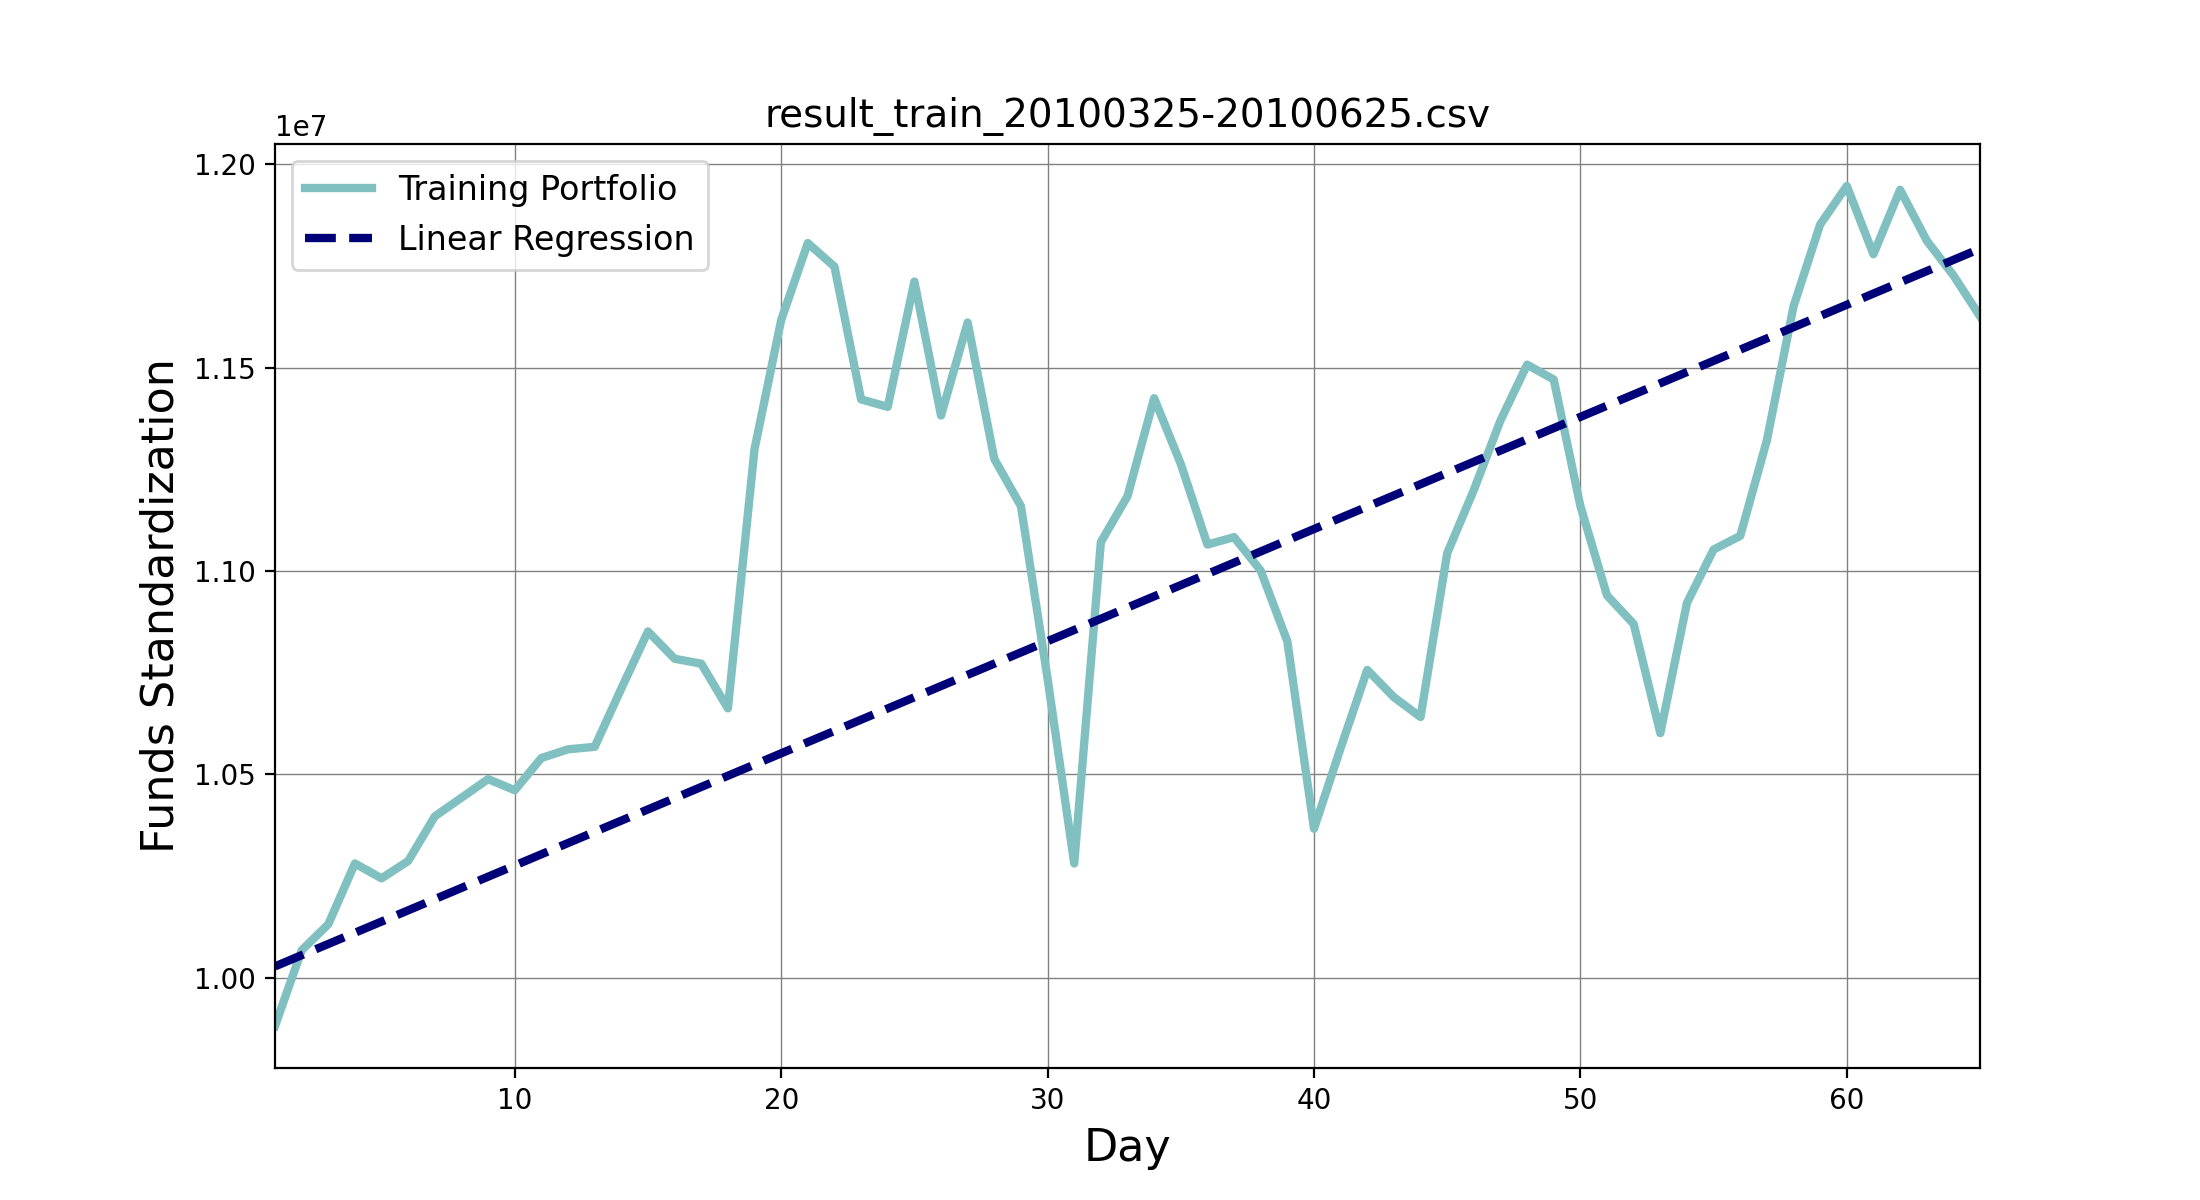 result_train_20100325-20100625.csv
1e7
Training Portfolio
Linear Regression
1.20
1.15
1.10
1.05
1.00
Funds Standardization
10 20 30 40 50 60
Day